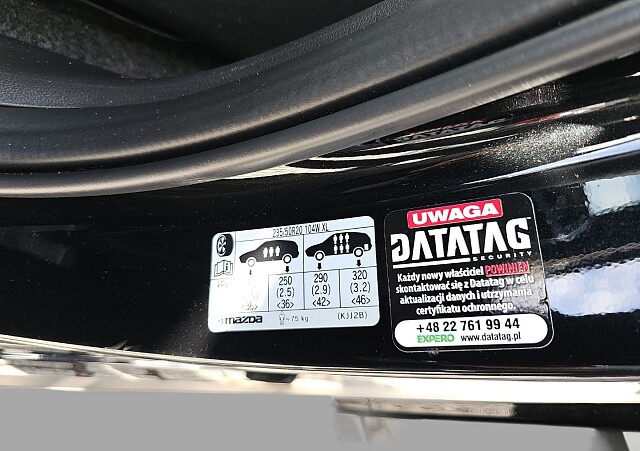 235/50R20 104W XL
250 290 320
(2.5) (2.9) (3.2)
<36> <42> <46>
mazda =75 kg (KJJ2B)
UWAGA
DATATAG
SECURITY
Każdy nowy właściciel POWINIEN
skontaktować się z Datatag w celu
aktualizacji danych i utrzymania
certyfikatu ochronnego.
+48 22 761 99 44
EXPERO www.datatag.pl